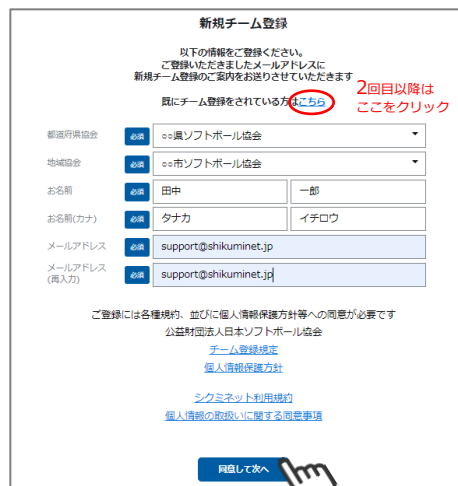 新規チーム登録
以下の情報をご登録ください。
ご登録いただきましたメールアドレスに
新規チーム登録のご案内をお送りさせていただきます
既にチーム登録をされている方はこちら
2回目以降は
ここをクリック
都道府県協会 必須 ○○県ソフトボール協会
地域協会 必須 ○○市ソフトボール協会
お名前 必須 田中 一郎
お名前(カナ) 必須 タナカ イチロウ
メールアドレス 必須 support@shikuminet.jp
メールアドレス
(再入力) 必須 support@shikuminet.jp
ご登録には各種規約、並びに個人情報保護方針等への同意が必要です
公益財団法人日本ソフトボール協会
チーム登録規定
個人情報保護方針
シクミネット利用規約
個人情報の取扱いに関する同意事項
同意して次へ